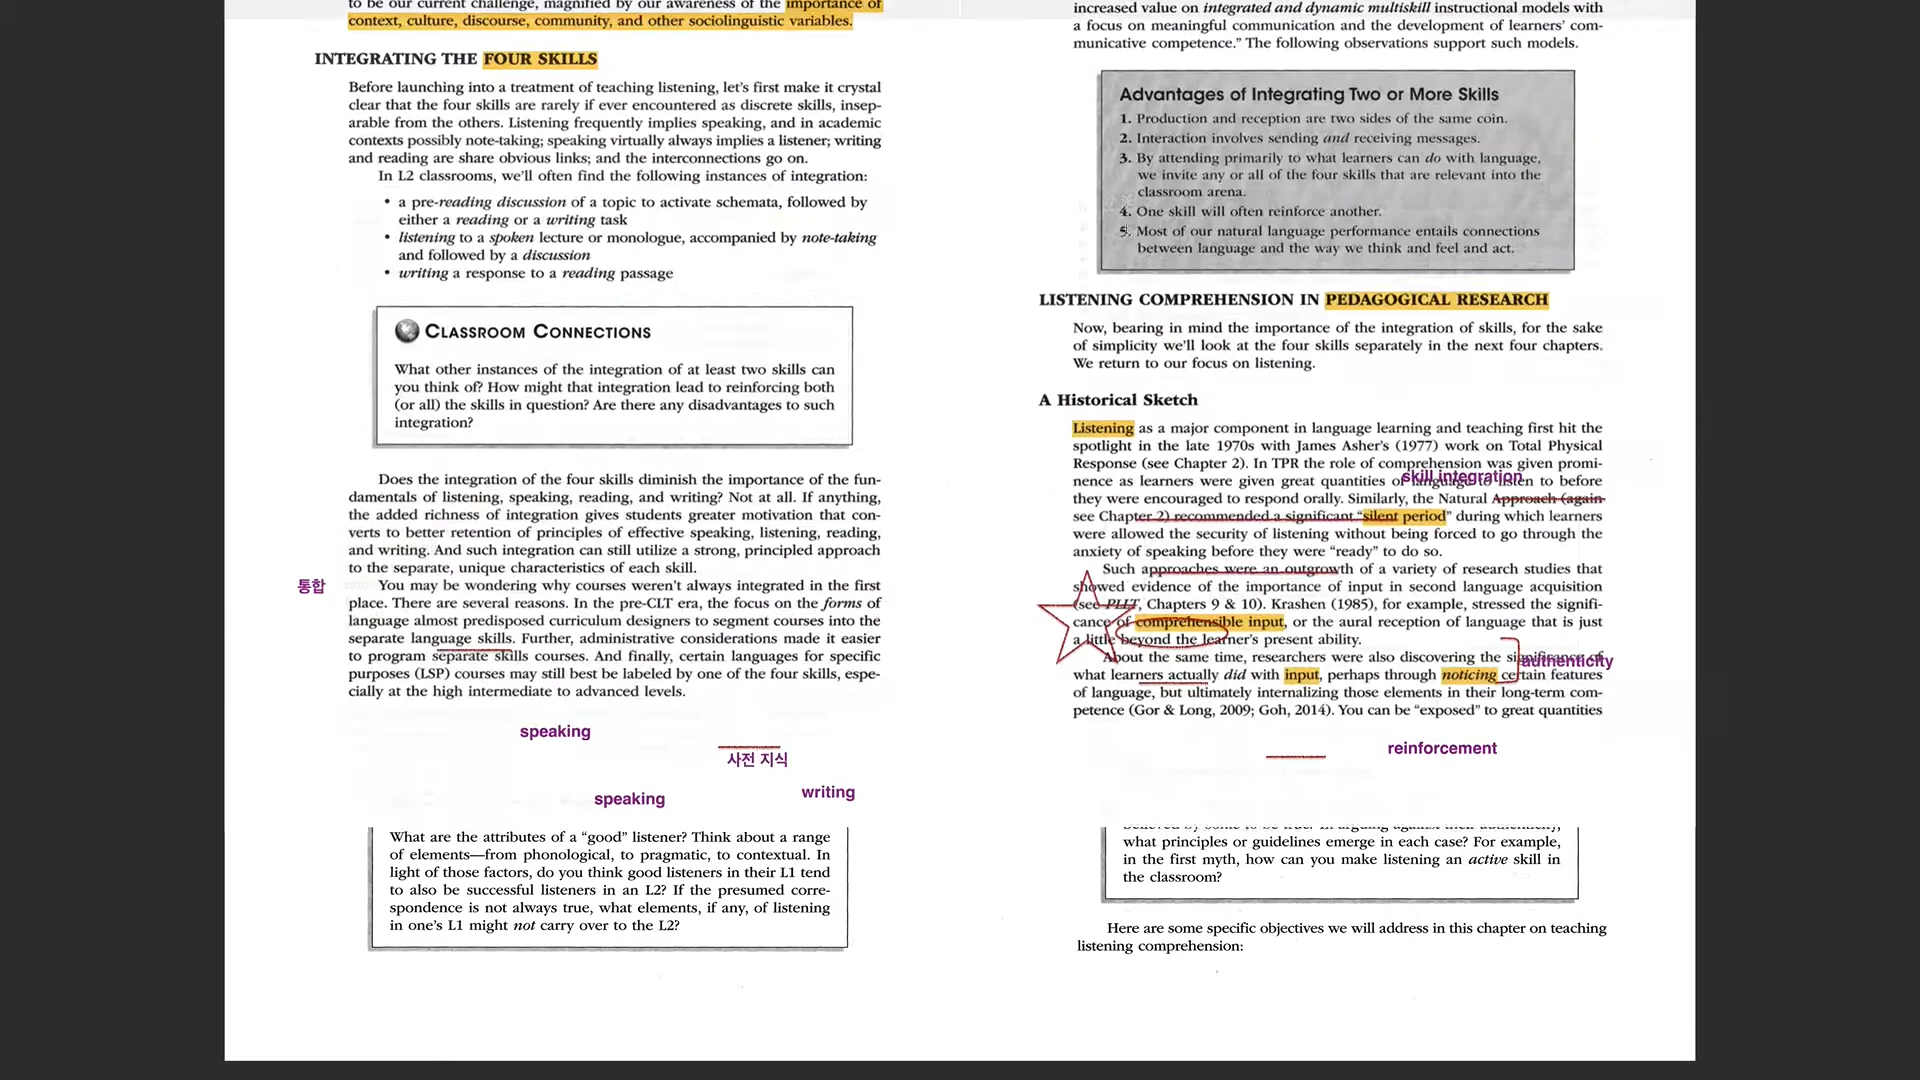 to be our current challenge, magnified by our awareness of the importance of
context, culture, discourse, community, and other sociolinguistic variables.
INTEGRATING THE FOUR SKILLS
Before launching into a treatment of teaching listening, let's first make it crystal
clear that the four skills are rarely if ever encountered as discrete skills, insep-
arable from the others. Listening frequently implies speaking, and in academic
contexts possibly note-taking; speaking virtually always implies a listener; writing
and reading are share obvious links; and the interconnections go on.
In L2 classrooms, we'll often find the following instances of integration:
• a pre-reading discussion of a topic to activate schemata, followed by
either a reading or a writing task
• listening to a spoken lecture or monologue, accompanied by note-taking
and followed by a discussion
• writing a response to a reading passage
CLASSROOM CONNECTIONS
What other instances of the integration of at least two skills can
you think of? How might that integration lead to reinforcing both
(or all) the skills in question? Are there any disadvantages to such
integration?
Does the integration of the four skills diminish the importance of the fun-
damentals of listening, speaking, reading, and writing? Not at all. If anything,
the added richness of integration gives students greater motivation that con-
verts to better retention of principles of effective speaking, listening, reading,
and writing. And such integration can still utilize a strong, principled approach
to the separate, unique characteristics of each skill.
통합
You may be wondering why courses weren't always integrated in the first
place. There are several reasons. In the pre-CLT era, the focus on the forms of
language almost predisposed curriculum designers to segment courses into the
separate language skills. Further, administrative considerations made it easier
to program separate skills courses. And finally, certain languages for specific
purposes (LSP) courses may still best be labeled by one of the four skills, espe-
cially at the high intermediate to advanced levels.
speaking
사전 지식
writing
speaking
What are the attributes of a "good" listener? Think about a range
of elements—from phonological, to pragmatic, to contextual. In
light of those factors, do you think good listeners in their L1 tend
to also be successful listeners in an L2? If the presumed corre-
spondence is not always true, what elements, if any, of listening
in one's L1 might not carry over to the L2?
increased value on integrated and dynamic multiskill instructional models with
a focus on meaningful communication and the development of learners' com-
municative competence." The following observations support such models.
Advantages of Integrating Two or More Skills
1. Production and reception are two sides of the same coin.
2. Interaction involves sending and receiving messages.
3. By attending primarily to what learners can do with language,
we invite any or all of the four skills that are relevant into the
classroom arena.
4. One skill will often reinforce another.
5. Most of our natural language performance entails connections
between language and the way we think and feel and act.
LISTENING COMPREHENSION IN PEDAGOGICAL RESEARCH
Now, bearing in mind the importance of the integration of skills, for the sake
of simplicity we'll look at the four skills separately in the next four chapters.
We return to our focus on listening.
A Historical Sketch
Listening as a major component in language learning and teaching first hit the
spotlight in the late 1970s with James Asher's (1977) work on Total Physical
Response (see Chapter 2). In TPR the role of comprehension was given promi-
skill integration
nence as learners were given great quantities of language to listen to before
they were encouraged to respond orally. Similarly, the Natural Approach (again
see Chapter 2) recommended a significant "silent period" during which learners
were allowed the security of listening without being forced to go through the
anxiety of speaking before they were "ready" to do so.
Such approaches were an outgrowth of a variety of research studies that
showed evidence of the importance of input in second language acquisition
(see PLLT, Chapters 9 & 10). Krashen (1985), for example, stressed the signifi-
cance of comprehensible input, or the aural reception of language that is just
a little beyond the learner's present ability.
About the same time, researchers were also discovering the significance of
authenticity
what learners actually did with input, perhaps through noticing certain features
of language, but ultimately internalizing those elements in their long-term com-
petence (Gor & Long, 2009; Goh, 2014). You can be "exposed" to great quantities
reinforcement
what principles or guidelines emerge in each case? For example,
in the first myth, how can you make listening an active skill in
the classroom?
Here are some specific objectives we will address in this chapter on teaching
listening comprehension: